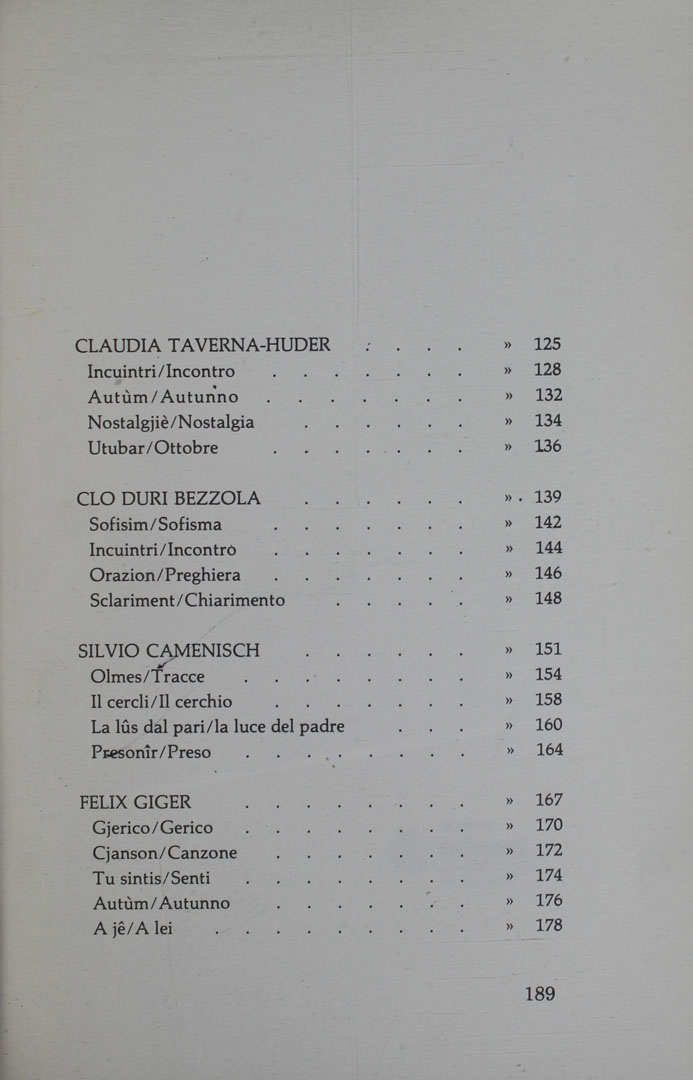 CLAUDIA TAVERNA-HUDER . . . . » 125
Incuintri/Incontro . . . . . . . » 128
Autùm/Autunno . . . . . . . » 132
Nostalgjiè/Nostalgia . . . . . . » 134
Utubar/Ottobre . . . . . . . » 136
CLO DURI BEZZOLA . . . . . . » 139
Sofisim/Sofisma . . . . . . . » 142
Incuintri/Incontro . . . . . . . » 144
Orazion/Preghiera . . . . . . . » 146
Sclariment/Chiarimento . . . . . » 148
SILVIO CAMENISCH . . . . . . » 151
Olmes/Tracce . . . . . . . . » 154
Il cercli/Il cerchio . . . . . . . » 158
La lûs dal pari/la luce del padre . . . » 160
Presonîr/Preso . . . . . . . . » 164
FELIX GIGER . . . . . . . . » 167
Gjerico/Gerico . . . . . . . . » 170
Cjanson/Canzone . . . . . . . » 172
Tu sintis/Senti . . . . . . . . » 174
Autùm/Autunno . . . . . . . » 176
A jê/A lei . . . . . . . . . » 178
189